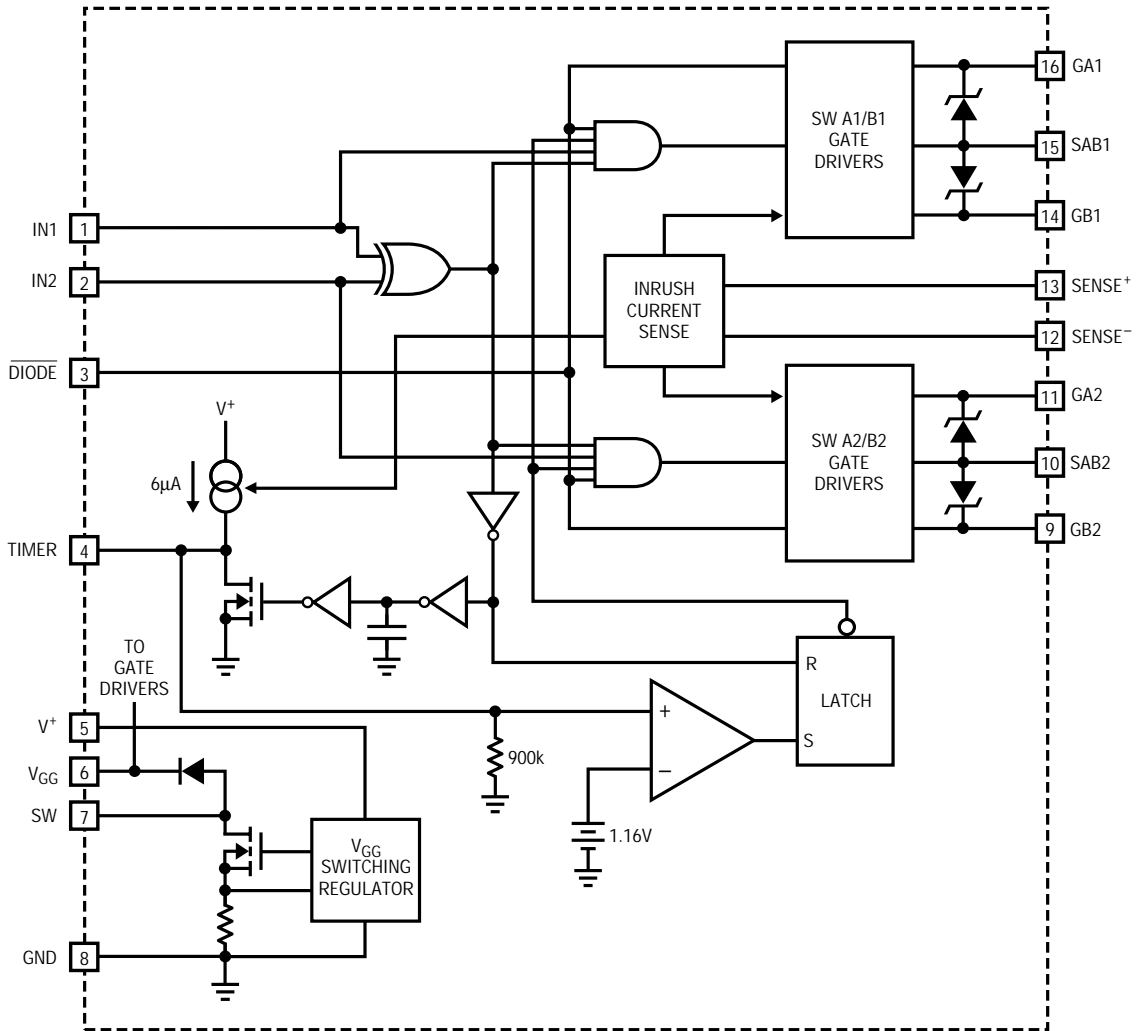 16 GA1
SW A1/B1
GATE
DRIVERS
15 SAB1
14 GB1
IN1 1
IN2 2
INRUSH
CURRENT
SENSE
13 SENSE+
12 SENSE−
DIODE 3
11 GA2
V+
SW A2/B2
GATE
DRIVERS
10 SAB2
6µA
9 GB2
TIMER 4
TO
GATE
DRIVERS
R
LATCH
S
V+ 5
+
−
900k
VGG 6
SW 7
1.16V
VGG
SWITCHING
REGULATOR
GND 8